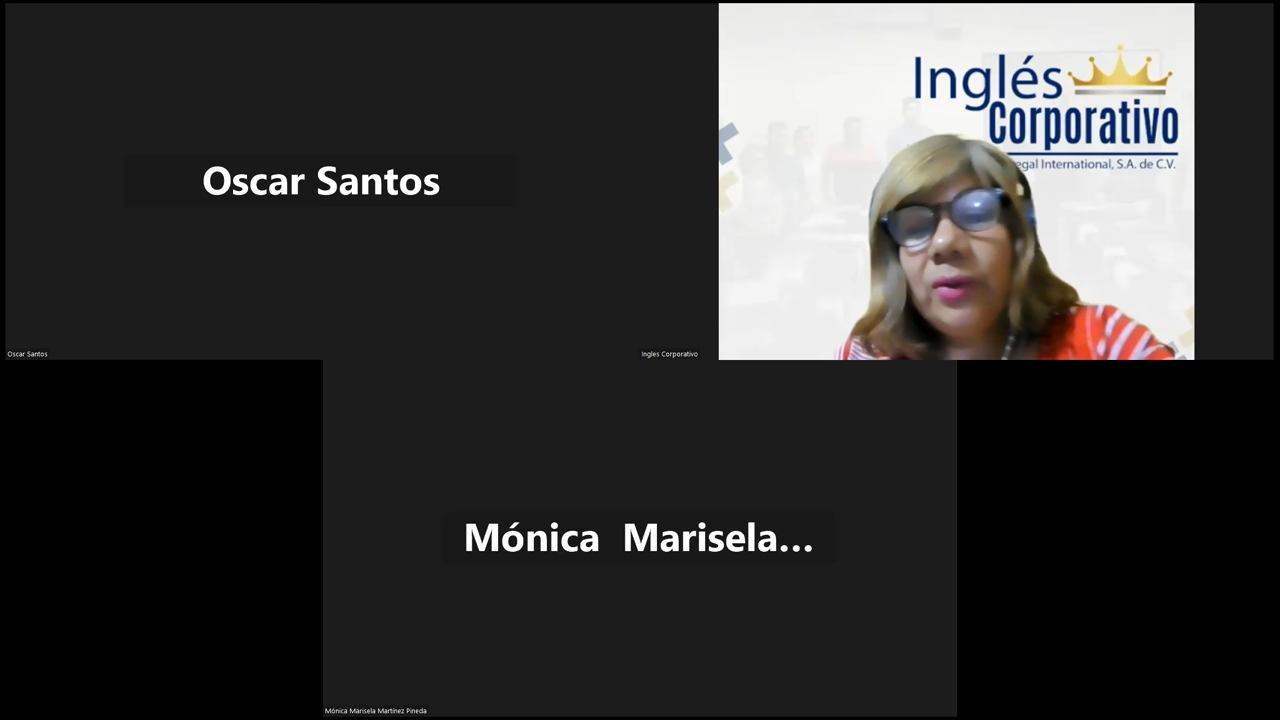 Oscar Santos
Inglés
Corporativo
egal International, S.A. de C.V.
Oscar Santos
Ingles Corporativo
Mónica Marisela...
Mónica Marisela Martínez Pineda